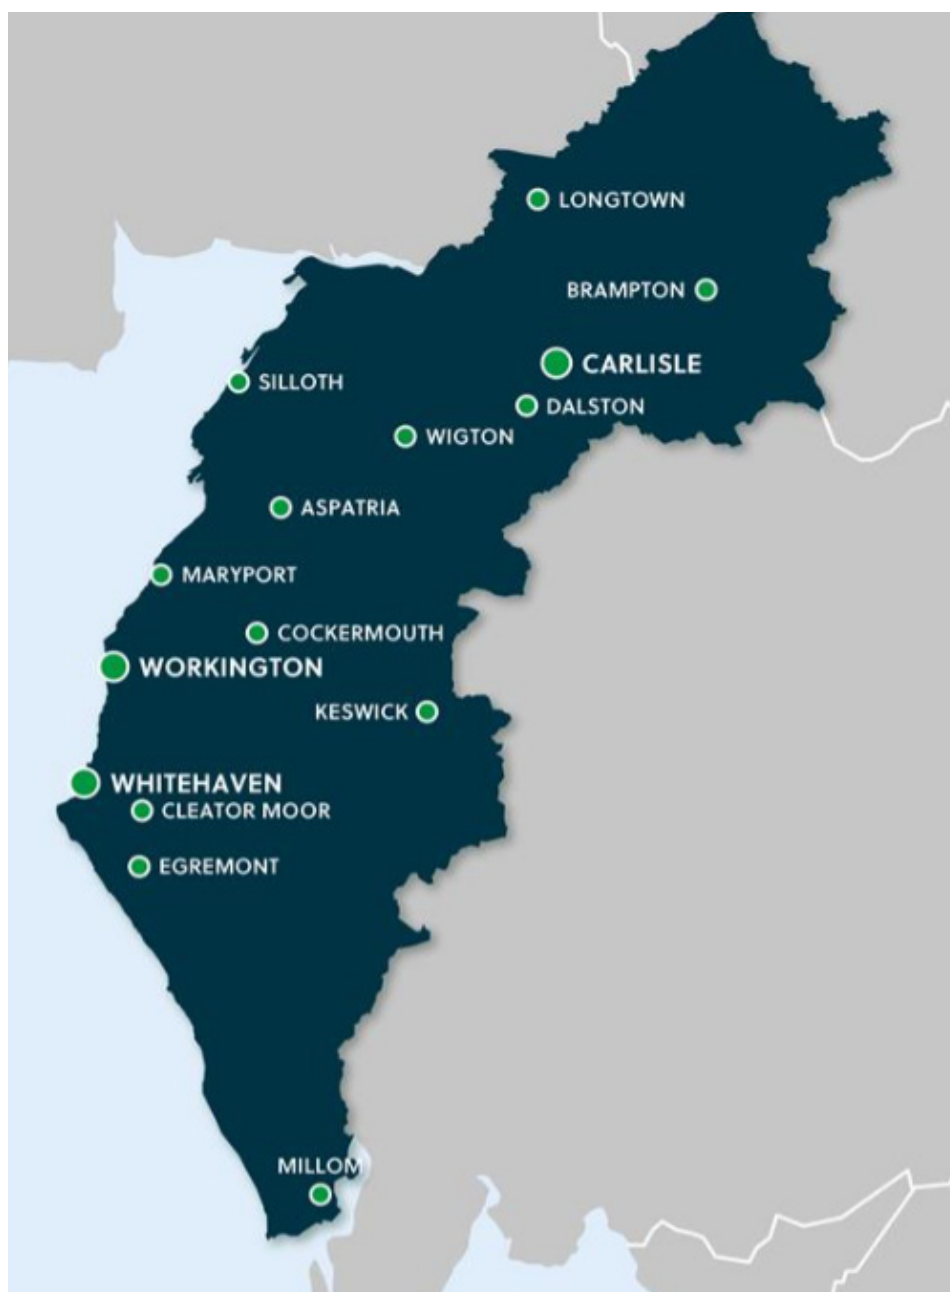 LONGTOWN
BRAMPTON
CARLISLE
SILLOTH
DALSTON
WIGTON
ASPATRIA
MARYPORT
COCKERMOUTH
WORKINGTON
KESWICK
WHITEHAVEN
CLEATOR MOOR
EGREMONT
MILLOM